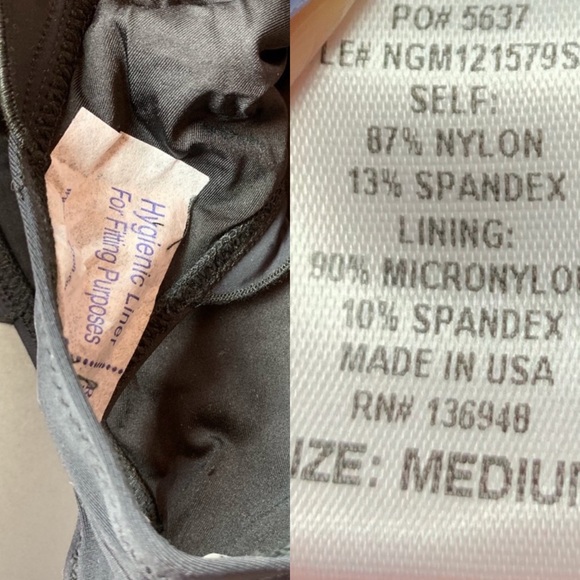 Hygienic Liner
For Fitting Purposes
PO# 5637
LE# NGM121579S
SELF:
87% NYLON
13% SPANDEX
LINING:
90% MICRONYLO
10% SPANDEX
MADE IN USA
RN# 136948
IZE: MEDIUM